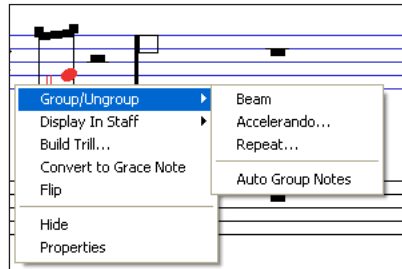 Group/Ungroup
Display In Staff
Build Trill...
Convert to Grace Note
Flip
Hide
Properties
Beam
Accelerando...
Repeat...
Auto Group Notes